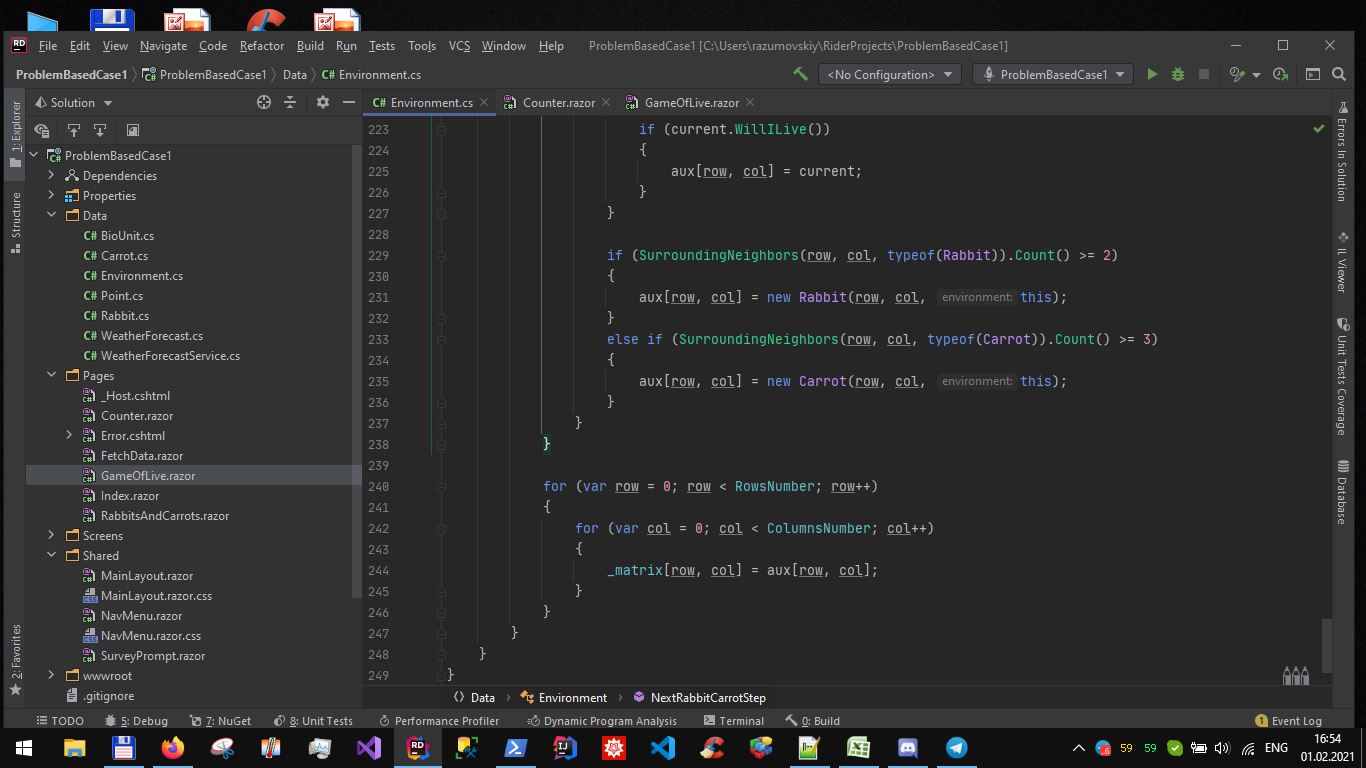 File Edit View Navigate Code Refactor Build Run Tests Tools VCS Window Help ProblemBasedCase1 [C:\Users\razumovskiy\RiderProjects\ProblemBasedCase1]
ProblemBasedCase1 ProblemBasedCase1 Data C# Environment.cs <No Configuration> ProblemBasedCase1
1: Explorer
Structure
2: Favorites
Solution
ProblemBasedCase1
Dependencies
Properties
Data
C# BioUnit.cs
C# Carrot.cs
C# Environment.cs
C# Point.cs
C# Rabbit.cs
C# WeatherForecast.cs
C# WeatherForecastService.cs
Pages
_Host.cshtml
Counter.razor
Error.cshtml
FetchData.razor
GameOfLive.razor
Index.razor
RabbitsAndCarrots.razor
Screens
Shared
MainLayout.razor
MainLayout.razor.css
NavMenu.razor
NavMenu.razor.css
SurveyPrompt.razor
wwwroot
.gitignore
C# Environment.cs Counter.razor GameOfLive.razor
223 if (current.WillILive())
224 {
225 aux[row, col] = current;
226 }
227 }
228
229 if (SurroundingNeighbors(row, col, typeof(Rabbit)).Count() >= 2)
230 {
231 aux[row, col] = new Rabbit(row, col, environment: this);
232 }
233 else if (SurroundingNeighbors(row, col, typeof(Carrot)).Count() >= 3)
234 {
235 aux[row, col] = new Carrot(row, col, environment: this);
236 }
237 }
238 }
239
240 for (var row = 0; row < RowsNumber; row++)
241 {
242 for (var col = 0; col < ColumnsNumber; col++)
243 {
244 _matrix[row, col] = aux[row, col];
245 }
246 }
247 }
248 }
249 }
Data Environment NextRabbitCarrotStep
Errors In Solution
IL Viewer
Unit Tests Coverage
Database
TODO 5: Debug 7: NuGet 8: Unit Tests Performance Profiler Dynamic Program Analysis Terminal 0: Build 1 Event Log
59 59 ENG 16:54
01.02.2021